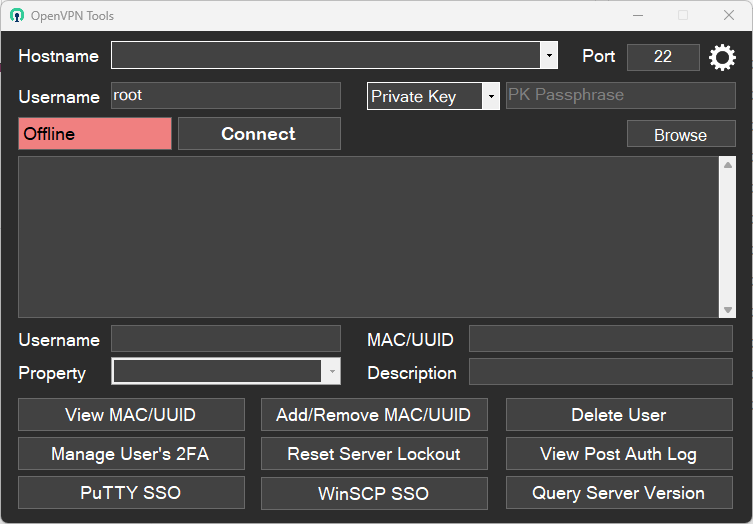 OpenVPN Tools
Hostname Port 22
Username root Private Key PK Passphrase
Offline Connect Browse
Username MAC/UUID
Property Description
View MAC/UUID Add/Remove MAC/UUID Delete User
Manage User's 2FA Reset Server Lockout View Post Auth Log
PuTTY SSO WinSCP SSO Query Server Version